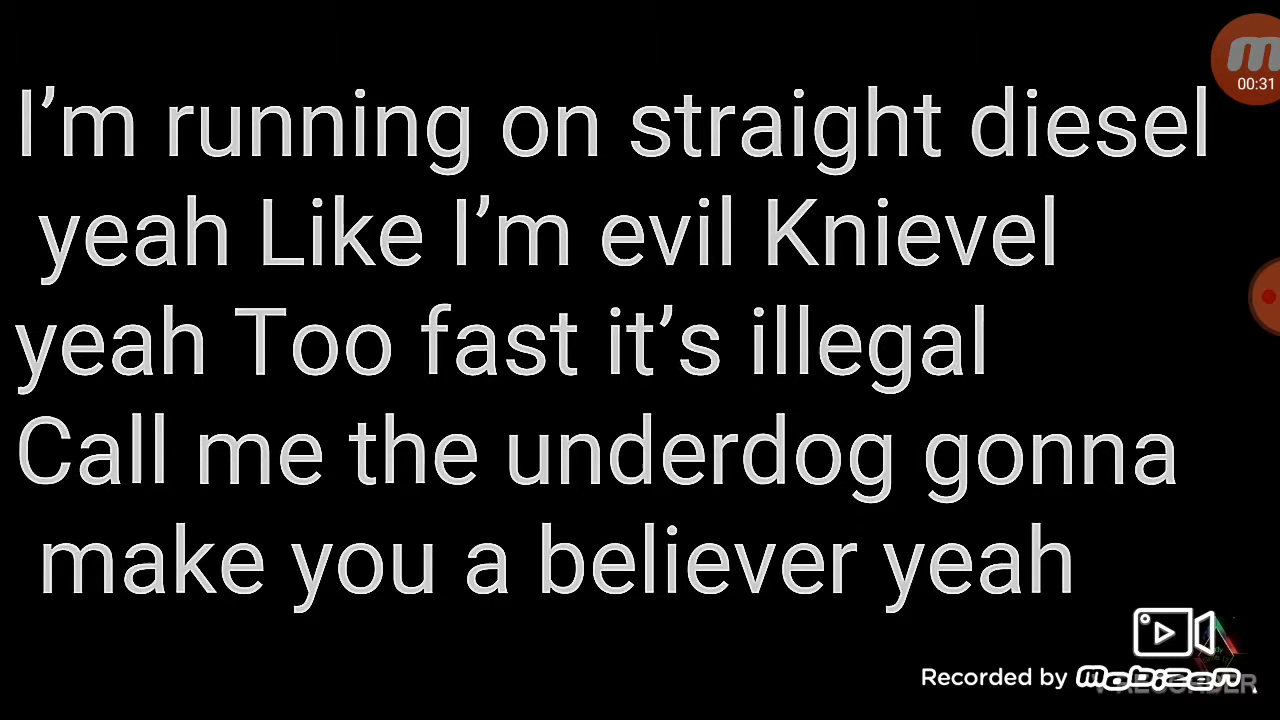 00:31
I’m running on straight diesel
yeah Like I’m evil Knievel
yeah Too fast it’s illegal
Call me the underdog gonna
make you a believer yeah
Recorded by Mobizen